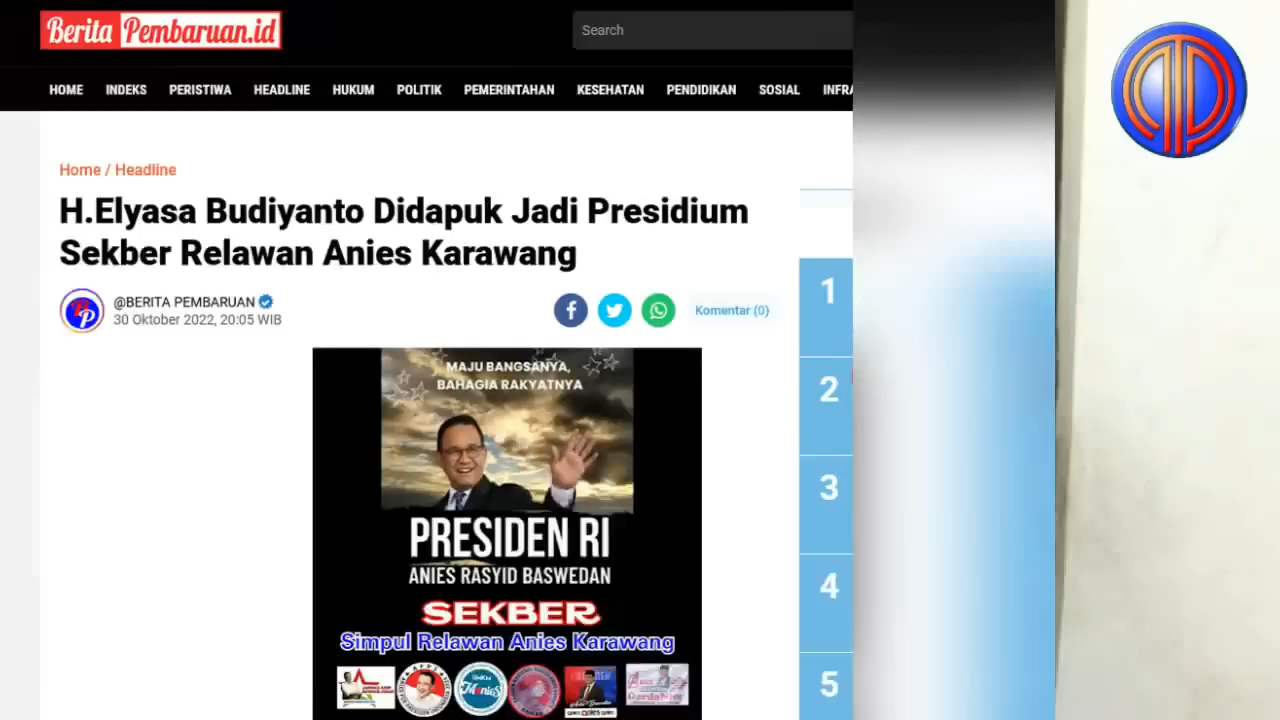 Berita Pembaruan.id
Search
HOME INDEKS PERISTIWA HEADLINE HUKUM POLITIK PEMERINTAHAN KESEHATAN PENDIDIKAN SOSIAL INFRA
Home / Headline
H.Elyasa Budiyanto Didapuk Jadi Presidium
Sekber Relawan Anies Karawang
@BERITA PEMBARUAN
30 Oktober 2022, 20:05 WIB
Komentar (0)
MAJU BANGSANYA,
BAHAGIA RAKYATNYA
PRESIDEN RI
ANIES RASYID BASWEDAN
SEKBER
Simpul Relawan Anies Karawang
1
2
3
4
5